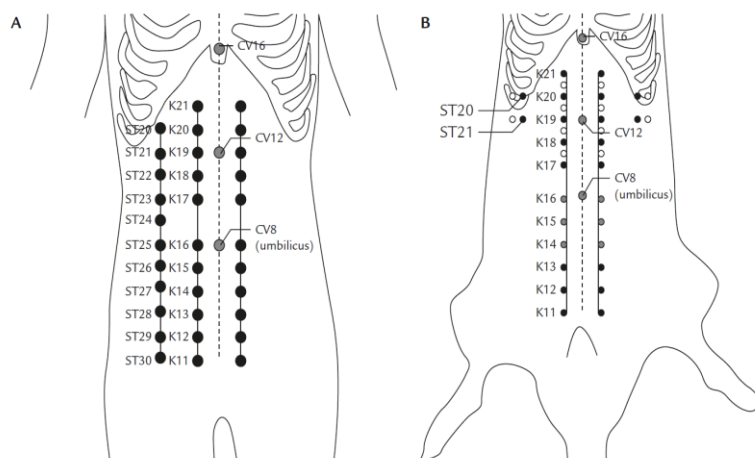 A
CV16
K21
ST20 K20
CV12
ST21 K19
ST22 K18
ST23 K17
ST24
CV8
(umbilicus)
ST25 K16
ST26 K15
ST27 K14
ST28 K13
ST29 K12
ST30 K11
B
CV16
K21
K20
ST20
K19
ST21
CV12
K18
K17
CV8
(umbilicus)
K16
K15
K14
K13
K12
K11